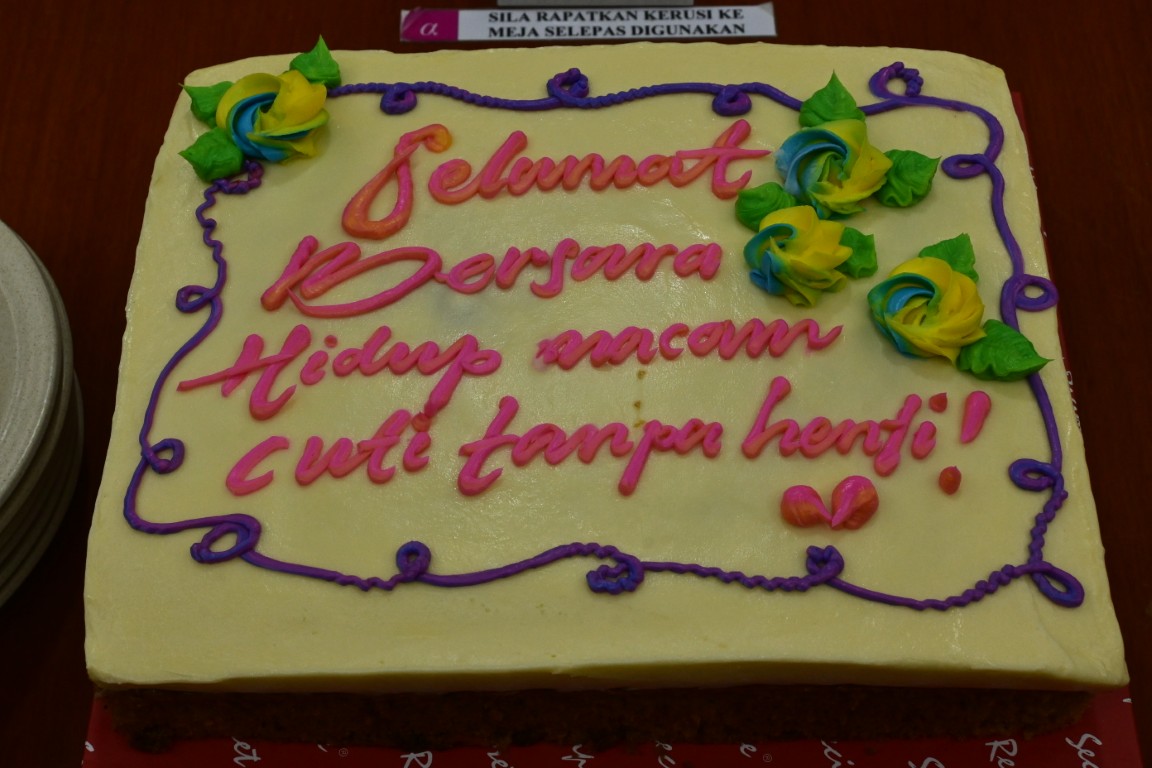 α
SILA RAPATKAN KERUSI KE
MEJA SELEPAS DIGUNAKAN
Selamat
Bersara
Hidup macam
cuti tanpa henti!